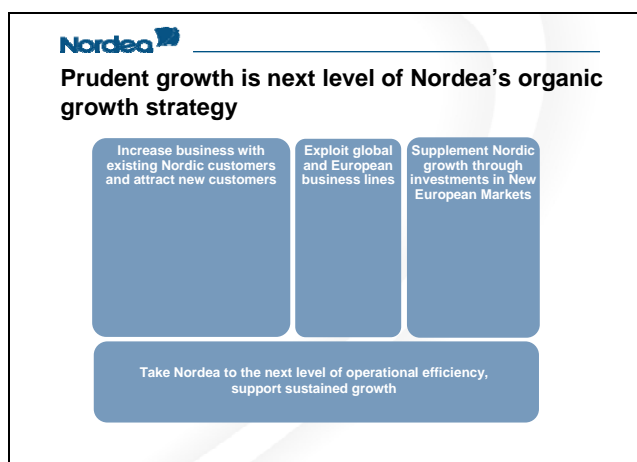 Nordea
Prudent growth is next level of Nordea's organic
growth strategy
Increase business with
existing Nordic customers
and attract new customers
Exploit global
and European
business lines
Supplement Nordic
growth through
investments in New
European Markets
Take Nordea to the next level of operational efficiency,
support sustained growth